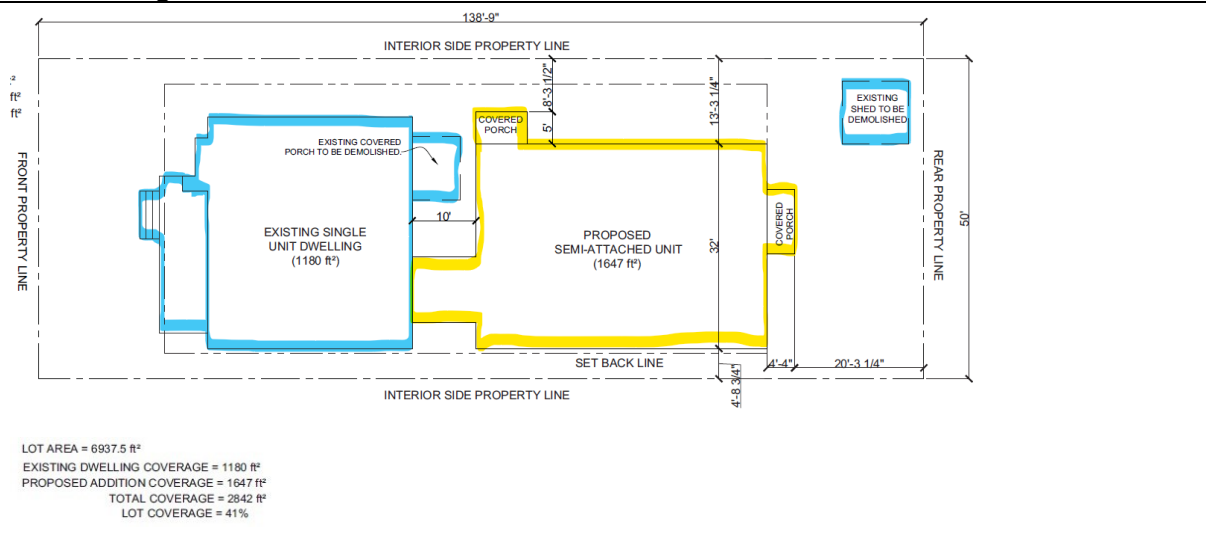 138'-9"
INTERIOR SIDE PROPERTY LINE
ft²
ft²
8'-3 1/2"
13'-3 1/4"
COVERED
PORCH
5'
EXISTING
SHED TO BE
DEMOLISHED
EXISTING COVERED
PORCH TO BE DEMOLISHED.
FRONT PROPERTY LINE
REAR PROPERTY LINE
50'
10'
EXISTING SINGLE
UNIT DWELLING
(1180 ft²)
PROPOSED
SEMI-ATTACHED UNIT
(1647 ft²)
32'
COVERED
PORCH
SET BACK LINE
4'-4"
20'-3 1/4"
4'-8 3/4"
INTERIOR SIDE PROPERTY LINE
LOT AREA = 6937.5 ft²
EXISTING DWELLING COVERAGE = 1180 ft²
PROPOSED ADDITION COVERAGE = 1647 ft²
TOTAL COVERAGE = 2842 ft²
LOT COVERAGE = 41%